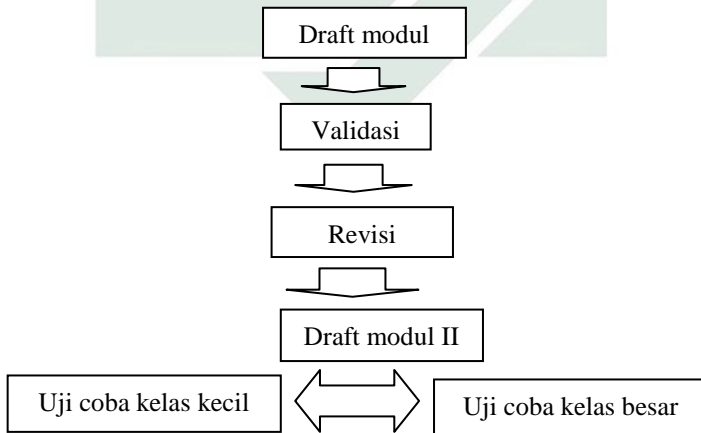 Draft modul
Validasi
Revisi
Draft modul II
Uji coba kelas kecil
Uji coba kelas besar